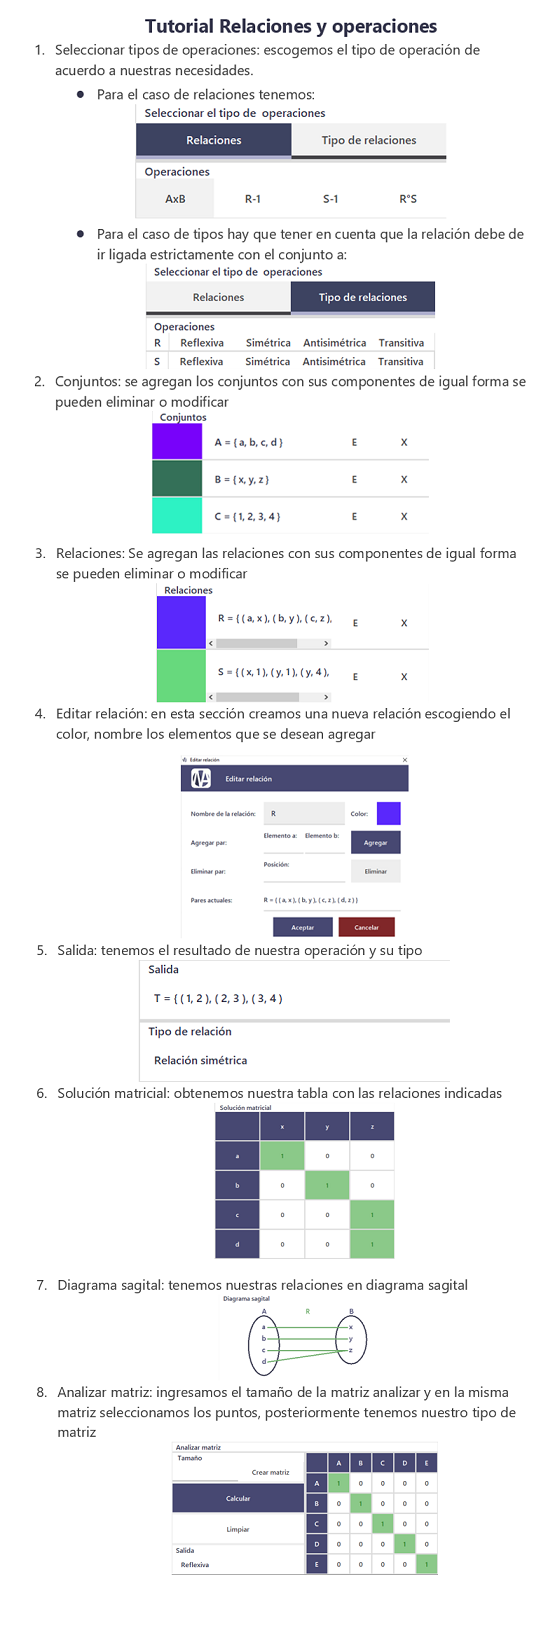 Tutorial Relaciones y operaciones
1. Seleccionar tipos de operaciones: escogemos el tipo de operación de
acuerdo a nuestras necesidades.
● Para el caso de relaciones tenemos:
Seleccionar el tipo de operaciones
Relaciones Tipo de relaciones
Operaciones
AxB R-1 S-1 R°S
● Para el caso de tipos hay que tener en cuenta que la relación debe de
ir ligada estrictamente con el conjunto a:
Seleccionar el tipo de operaciones
Relaciones Tipo de relaciones
Operaciones
R Reflexiva Simétrica Antisimétrica Transitiva
S Reflexiva Simétrica Antisimétrica Transitiva
2. Conjuntos: se agregan los conjuntos con sus componentes de igual forma se
pueden eliminar o modificar
Conjuntos
A = { a, b, c, d } E X
B = { x, y, z } E X
C = { 1, 2, 3, 4 } E X
3. Relaciones: Se agregan las relaciones con sus componentes de igual forma
se pueden eliminar o modificar
Relaciones
R = { ( a, x ), ( b, y ), ( c, z ), E X
< >
S = { ( x, 1 ), ( y, 1 ), ( y, 4 ), E X
< >
4. Editar relación: en esta sección creamos una nueva relación escogiendo el
color, nombre los elementos que se desean agregar
Editar relación ×
Editar relación
Nombre de la relación: R Color:
Elemento a: Elemento b:
Agregar par: Agregar
Posición:
Eliminar par: Eliminar
Pares actuales: R = { ( a, x ), ( b, y ), ( c, z ), ( d, z ) }
Aceptar Cancelar
5. Salida: tenemos el resultado de nuestra operación y su tipo
Salida
T = { ( 1, 2 ), ( 2, 3 ), ( 3, 4 )
Tipo de relación
Relación simétrica
6. Solución matricial: obtenemos nuestra tabla con las relaciones indicadas
Solución matricial
x y z
a 1 0 0
b 0 1 0
c 0 0 1
d 0 0 1
7. Diagrama sagital: tenemos nuestras relaciones en diagrama sagital
Diagrama sagital
A R B
a x
b y
c z
d
8. Analizar matriz: ingresamos el tamaño de la matriz analizar y en la misma
matriz seleccionamos los puntos, posteriormente tenemos nuestro tipo de
matriz
Analizar matriz
Tamaño
Crear matriz
Calcular
Limpiar
Salida
Reflexiva
A B C D E
A 1 0 0 0 0
B 0 1 0 0 0
C 0 0 1 0 0
D 0 0 0 1 0
E 0 0 0 0 1